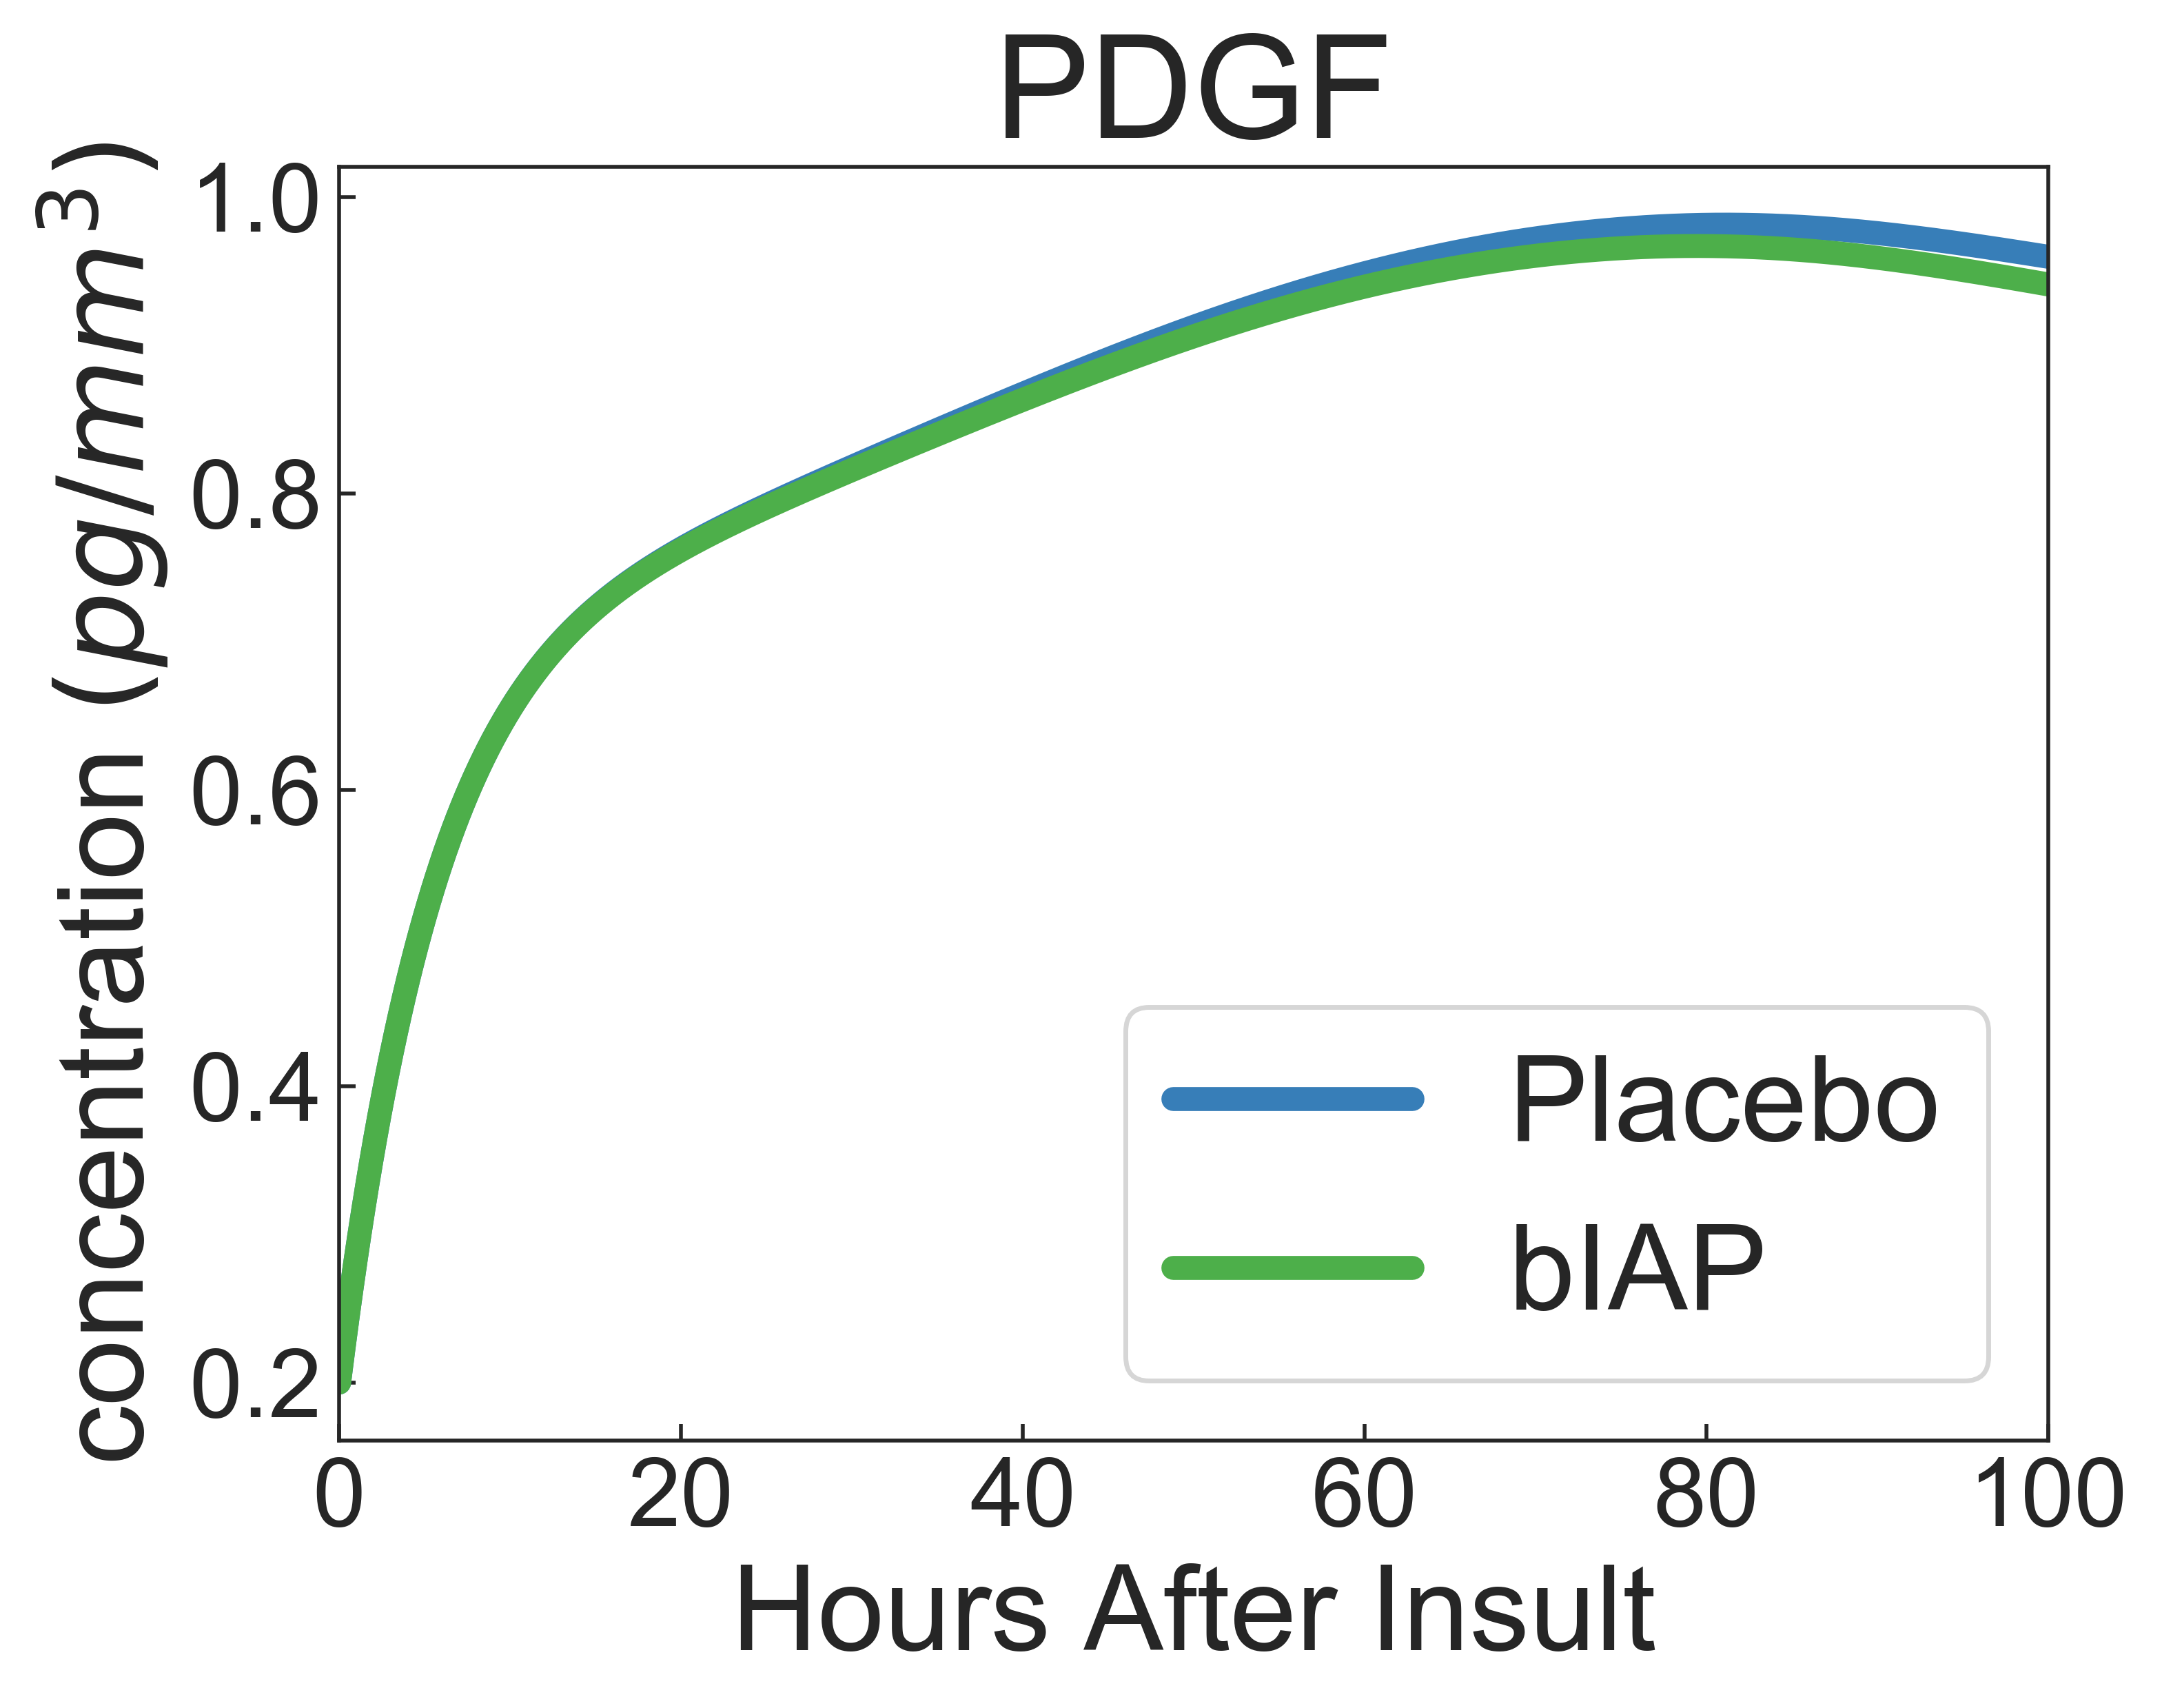 PDGF
concentration (pg/mm³)
1.0
0.8
0.6
0.4
0.2
Placebo
bIAP
0 20 40 60 80 100
Hours After Insult